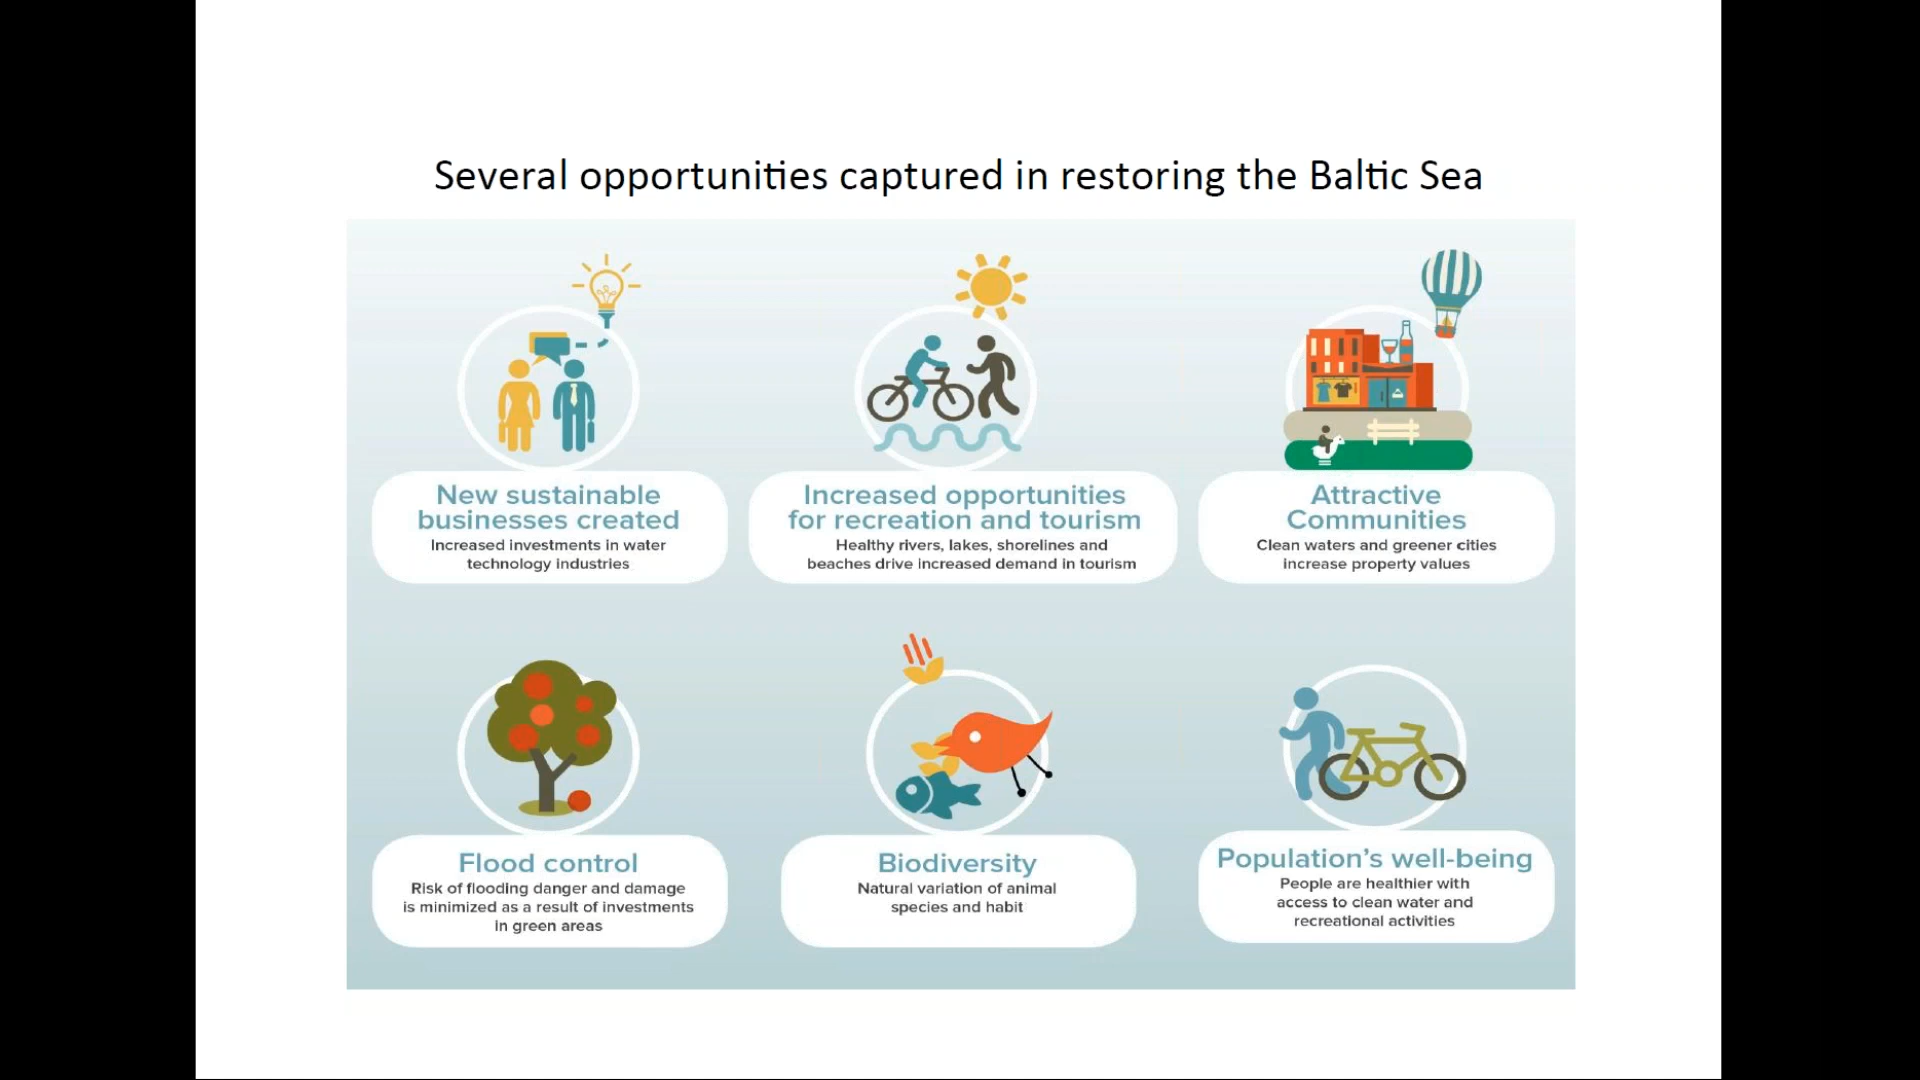 Several opportunities captured in restoring the Baltic Sea
New sustainable
businesses created
Increased investments in water
technology industries
Increased opportunities
for recreation and tourism
Healthy rivers, lakes, shorelines and
beaches drive increased demand in tourism
Attractive
Communities
Clean waters and greener cities
increase property values
Flood control
Risk of flooding danger and damage
is minimized as a result of investments
in green areas
Biodiversity
Natural variation of animal
species and habit
Population's well-being
People are healthier with
access to clean water and
recreational activities